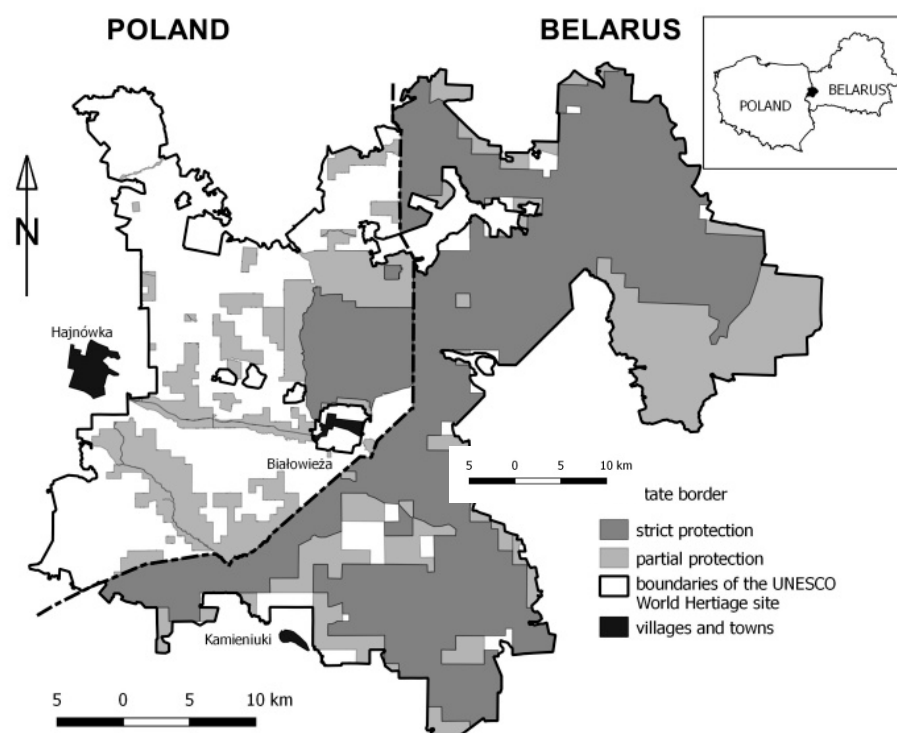 POLAND
BELARUS
POLAND
BELARUS
N
Hajnówka
Białowieża
5 0 5 10 km
tate border
strict protection
partial protection
boundaries of the UNESCO
World Hertiage site
villages and towns
Kamieniuki
5 0 5 10 km